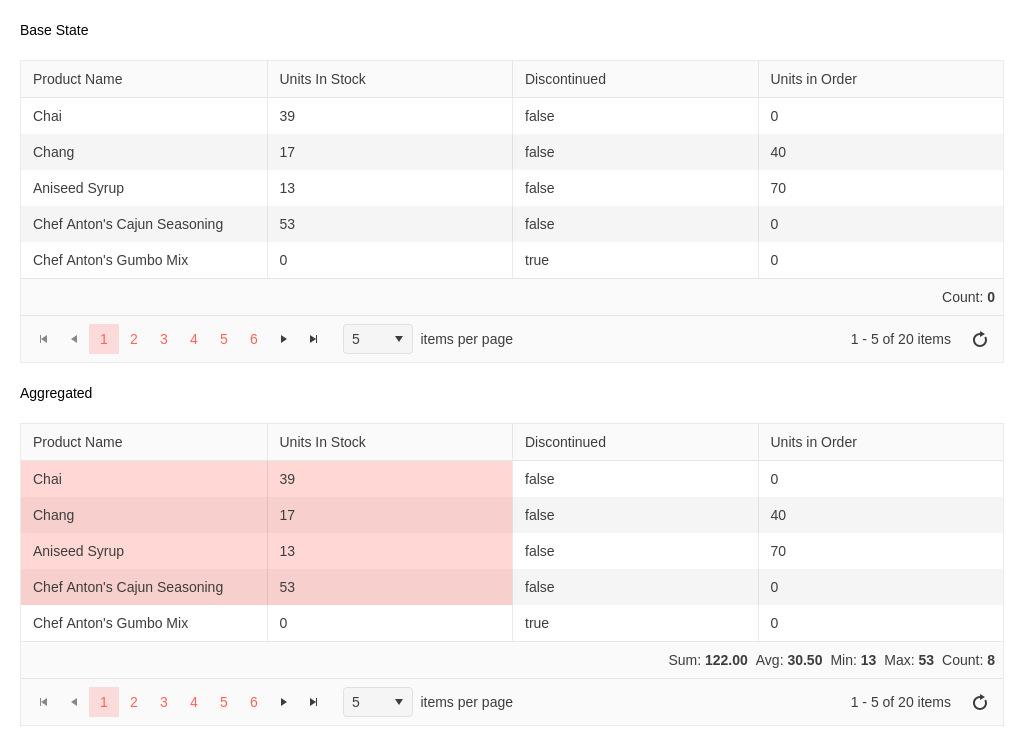 Base State
Product Name Units In Stock Discontinued Units in Order
Chai 39 false 0
Chang 17 false 40
Aniseed Syrup 13 false 70
Chef Anton's Cajun Seasoning 53 false 0
Chef Anton's Gumbo Mix 0 true 0
Count: 0
1 2 3 4 5 6 5 items per page 1 - 5 of 20 items
Aggregated
Product Name Units In Stock Discontinued Units in Order
Chai 39 false 0
Chang 17 false 40
Aniseed Syrup 13 false 70
Chef Anton's Cajun Seasoning 53 false 0
Chef Anton's Gumbo Mix 0 true 0
Sum: 122.00 Avg: 30.50 Min: 13 Max: 53 Count: 8
1 2 3 4 5 6 5 items per page 1 - 5 of 20 items